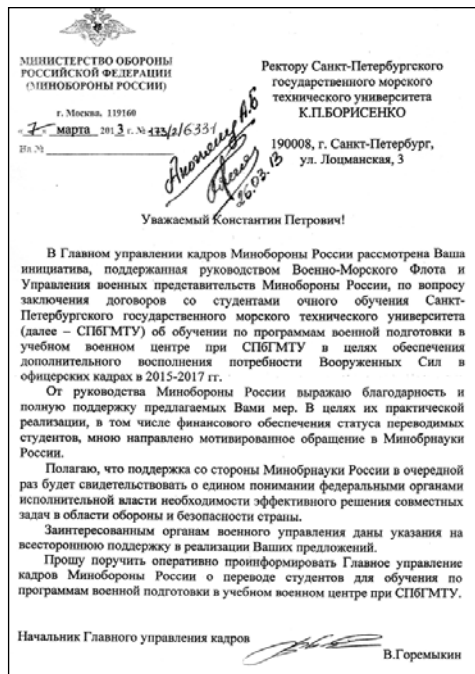 МИНИСТЕРСТВО ОБОРОНЫ
РОССИЙСКОЙ ФЕДЕРАЦИИ
(МИНОБОРОНЫ РОССИИ)
г. Москва, 119160
« 7 » марта 2013 г. № 173/2/6331
На №
Ректору Санкт-Петербургского
государственного морского
технического университета
К.П.БОРИСЕНКО
190008, г. Санкт-Петербург,
ул. Лоцманская, 3
26.03.13
Уважаемый Константин Петрович!
В Главном управлении кадров Минобороны России рассмотрена Ваша
инициатива, поддержанная руководством Военно-Морского Флота и
Управления военных представительств Минобороны России, по вопросу
заключения договоров со студентами очного обучения Санкт-
Петербургского государственного морского технического университета
(далее – СПбГМТУ) об обучении по программам военной подготовки в
учебном военном центре при СПбГМТУ в целях обеспечения
дополнительного восполнения потребности Вооруженных Сил в
офицерских кадрах в 2015-2017 гг.
От руководства Минобороны России выражаю благодарность и
полную поддержку предлагаемых Вами мер. В целях их практической
реализации, в том числе финансового обеспечения статуса переводимых
студентов, мною направлено мотивированное обращение в Минобрнауки
России.
Полагаю, что поддержка со стороны Минобрнауки России в очередной
раз будет свидетельствовать о едином понимании федеральными органами
исполнительной власти необходимости эффективного решения совместных
задач в области обороны и безопасности страны.
Заинтересованным органам военного управления даны указания на
всестороннюю поддержку в реализации Ваших предложений.
Прошу поручить оперативно проинформировать Главное управление
кадров Минобороны России о переводе студентов для обучения по
программам военной подготовки в учебном военном центре при СПбГМТУ.
Начальник Главного управления кадров
В.Горемыкин